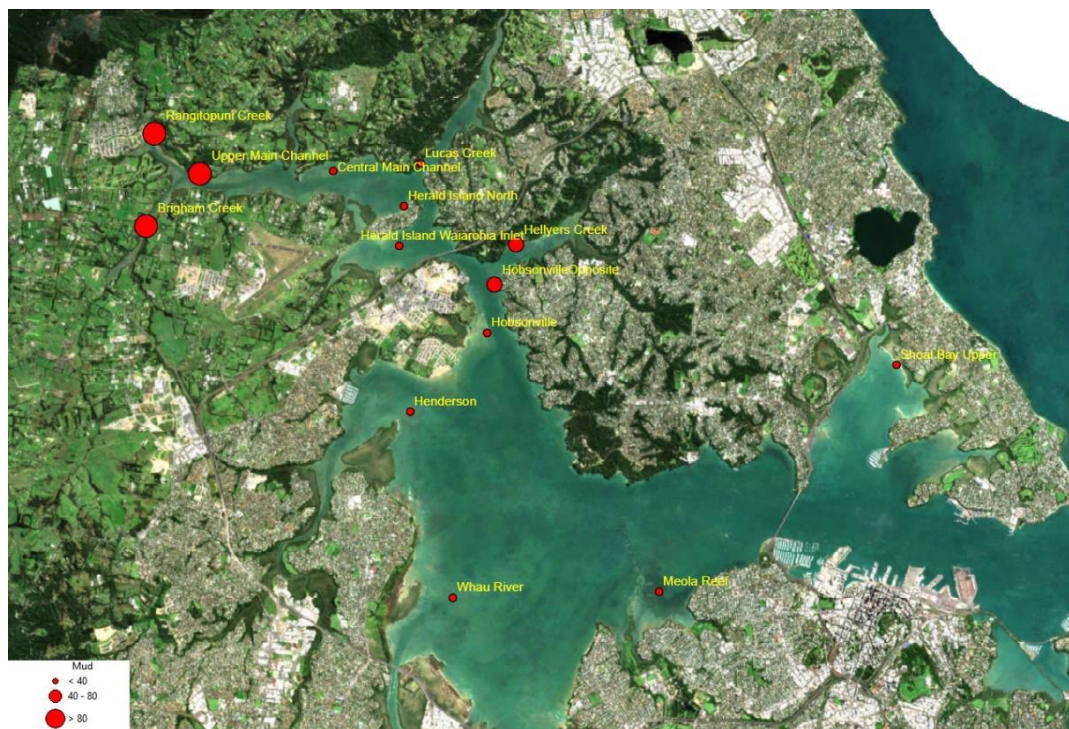 Rangitopuni Creek
Upper Main Channel
Lucas Creek
Central Main Channel
Brigham Creek
Herald Island North
Herald Island Waiarohia Inlet
Hellyers Creek
HobsonvilleOpposite
Hobsonville
Shoal Bay Upper
Henderson
Whau River
Meola Reef
Mud
< 40
40 - 80
> 80